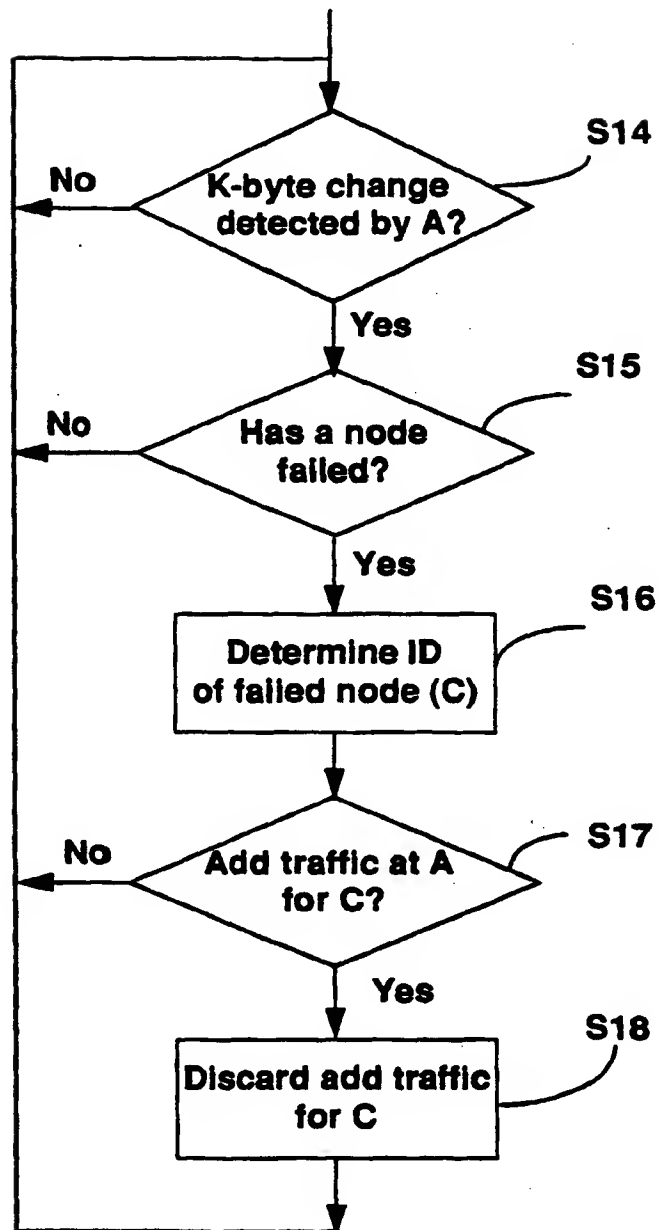 S14
No
K-byte change
detected by A?
Yes
S15
No
Has a node
failed?
Yes
S16
Determine ID
of failed node (C)
S17
No
Add traffic at A
for C?
Yes
S18
Discard add traffic
for C